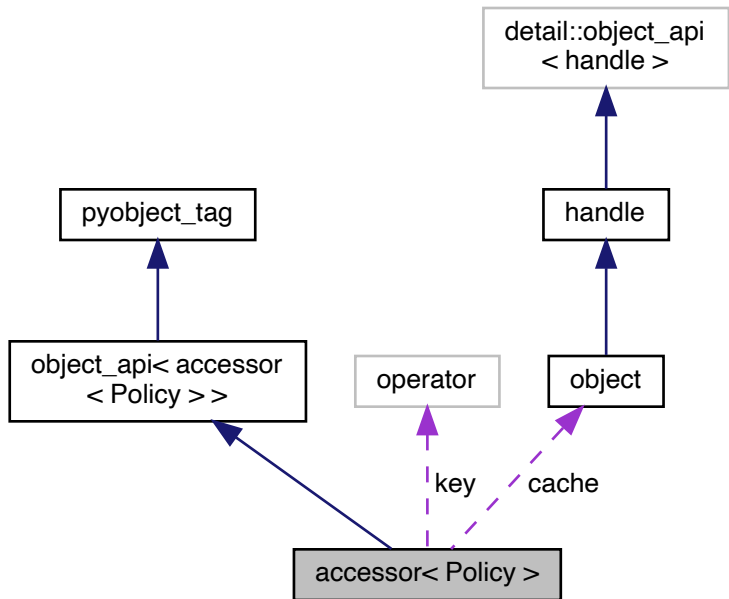 detail::object_api
< handle >
pyobject_tag
handle
object_api< accessor
< Policy > >
operator
object
key
cache
accessor< Policy >